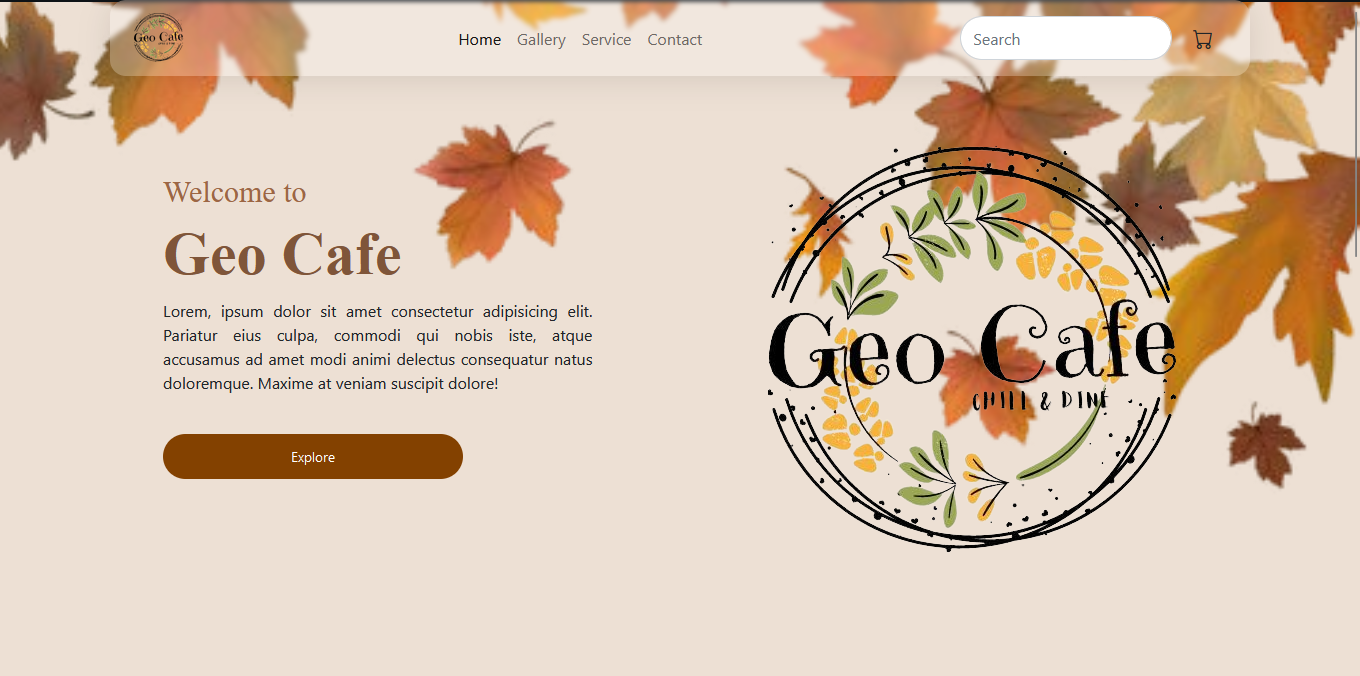 Geo Cafe
Home Gallery Service Contact
Search
Welcome to
Geo Cafe
Lorem, ipsum dolor sit amet consectetur adipisicing elit.
Pariatur eius culpa, commodi qui nobis iste, atque
accusamus ad amet modi animi delectus consequatur natus
doloremque. Maxime at veniam suscipit dolore!
Explore
Geo Cafe
CHILL & DINE